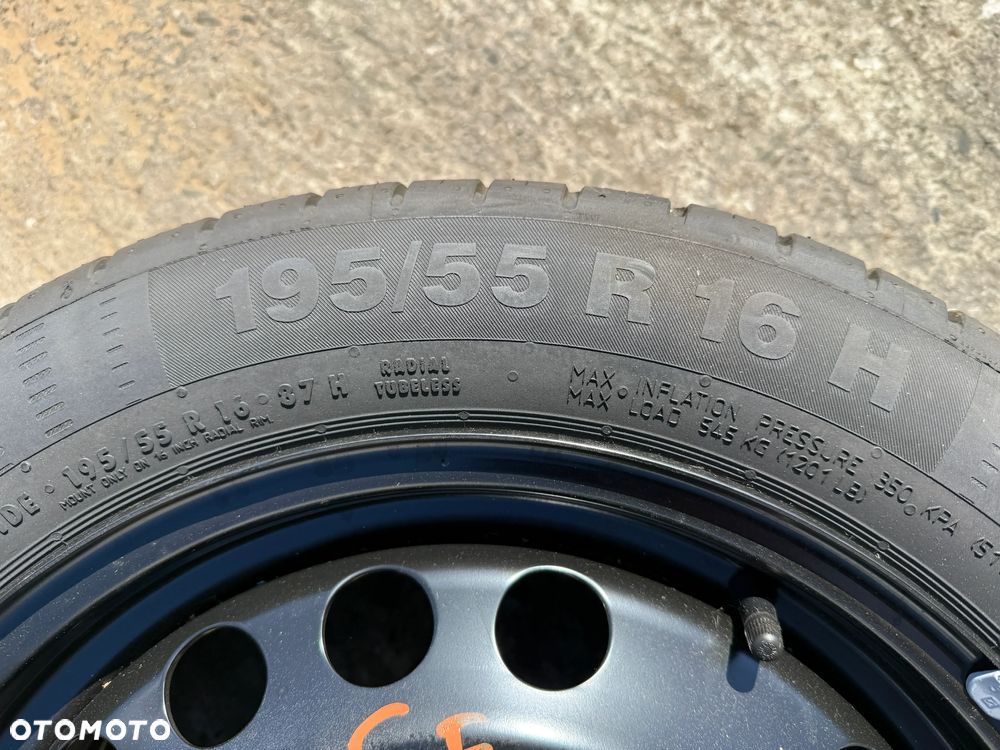 195/55 R 16 H
195/55 R 16 87 H
MOUNT ONLY ON 16 INCH RADIAL RIM.
RADIAL
TUBELESS
MAX. INFLATION PRESSURE 350 KPA (51
MAX. LOAD 545 KG (1201 LB)
OTOMOTO